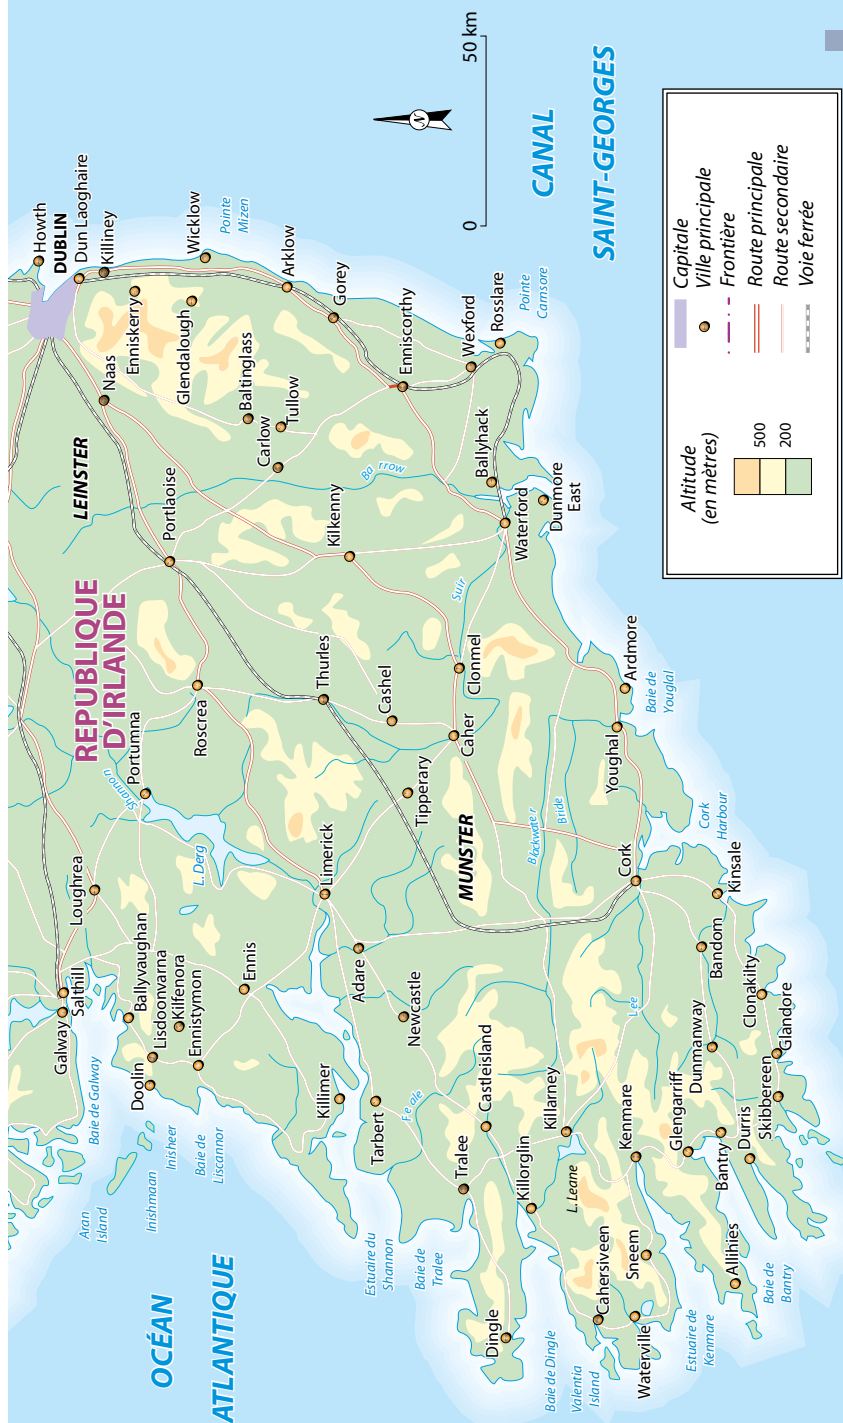 Howth
DUBLIN
Dun Laoghaire
Killiney
Wicklow
Pointe
Mizen
Enniskerry
Glendalough
Arklow
Gorey
Naas
Baltinglass
Tullow
Carlow
Enniscorthy
Wexford
Rosslare
Pointe
Carnsore
LEINSTER
Portlaoise
Barrow
Kilkenny
Ballyhack
Waterford
Dunmore
East
REPUBLIQUE
D'IRLANDE
Suir
Roscrea
Thurles
Cashel
Clonmel
Caher
Ardmore
Baie de
Youglal
Youghal
Portumna
Shannon
L. Derg
Tipperary
Blackwater
Bride
MUNSTER
Limerick
Cork
Cork
Harbour
Kinsale
Loughrea
Galway
Salthill
Ballyvaughan
Lisdoonvarna
Kilfenora
Ennistymon
Doolin
Ennis
Adare
Newcastle
Bandom
Clonakilty
Glandore
Lee
Dunmanway
Skibbereen
Baie de Galway
Aran
Island
Inishmaan
Inisheer
Baie de
Liscannor
Killimer
Tarbert
Feale
Castleisland
Killarney
Tralee
Killorglin
L. Leane
Kenmare
Glengarriff
Bantry
Durris
Estuaire du
Shannon
Baie de
Tralee
Dingle
Cahersiveen
Sneem
Waterville
Allihies
Baie de Dingle
Valentia
Island
Estuaire de
Kenmare
Baie de
Bantry
OCÉAN
ATLANTIQUE
CANAL
SAINT-GEORGES
N
0
50 km
Altitude
(en mètres)
500
200
Capitale
Ville principale
Frontière
Route principale
Route secondaire
Voie ferrée